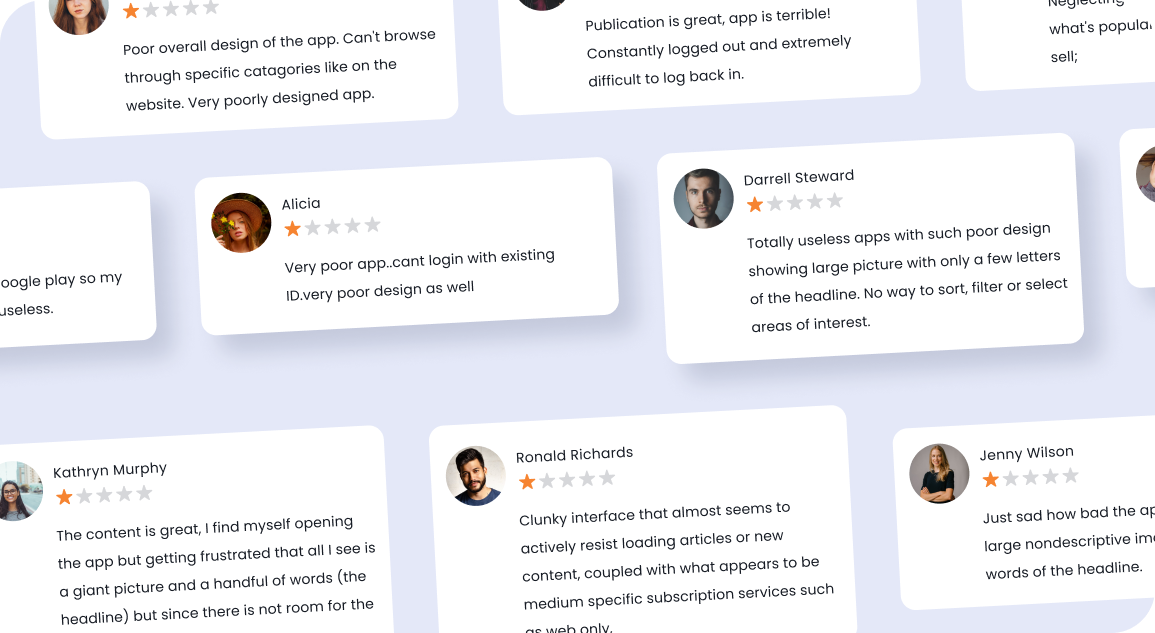 Poor overall design of the app. Can't browse
through specific catagories like on the
website. Very poorly designed app.
Publication is great, app is terrible!
Constantly logged out and extremely
difficult to log back in.
Neglecting
what's popular
sell;
google play so my
useless.
Alicia
Very poor app..cant login with existing
ID.very poor design as well
Darrell Steward
Totally useless apps with such poor design
showing large picture with only a few letters
of the headline. No way to sort, filter or select
areas of interest.
Kathryn Murphy
The content is great, I find myself opening
the app but getting frustrated that all I see is
a giant picture and a handful of words (the
headline) but since there is not room for the
Ronald Richards
Clunky interface that almost seems to
actively resist loading articles or new
content, coupled with what appears to be
medium specific subscription services such
as web only.
Jenny Wilson
Just sad how bad the
large nondescriptive
words of the headline.